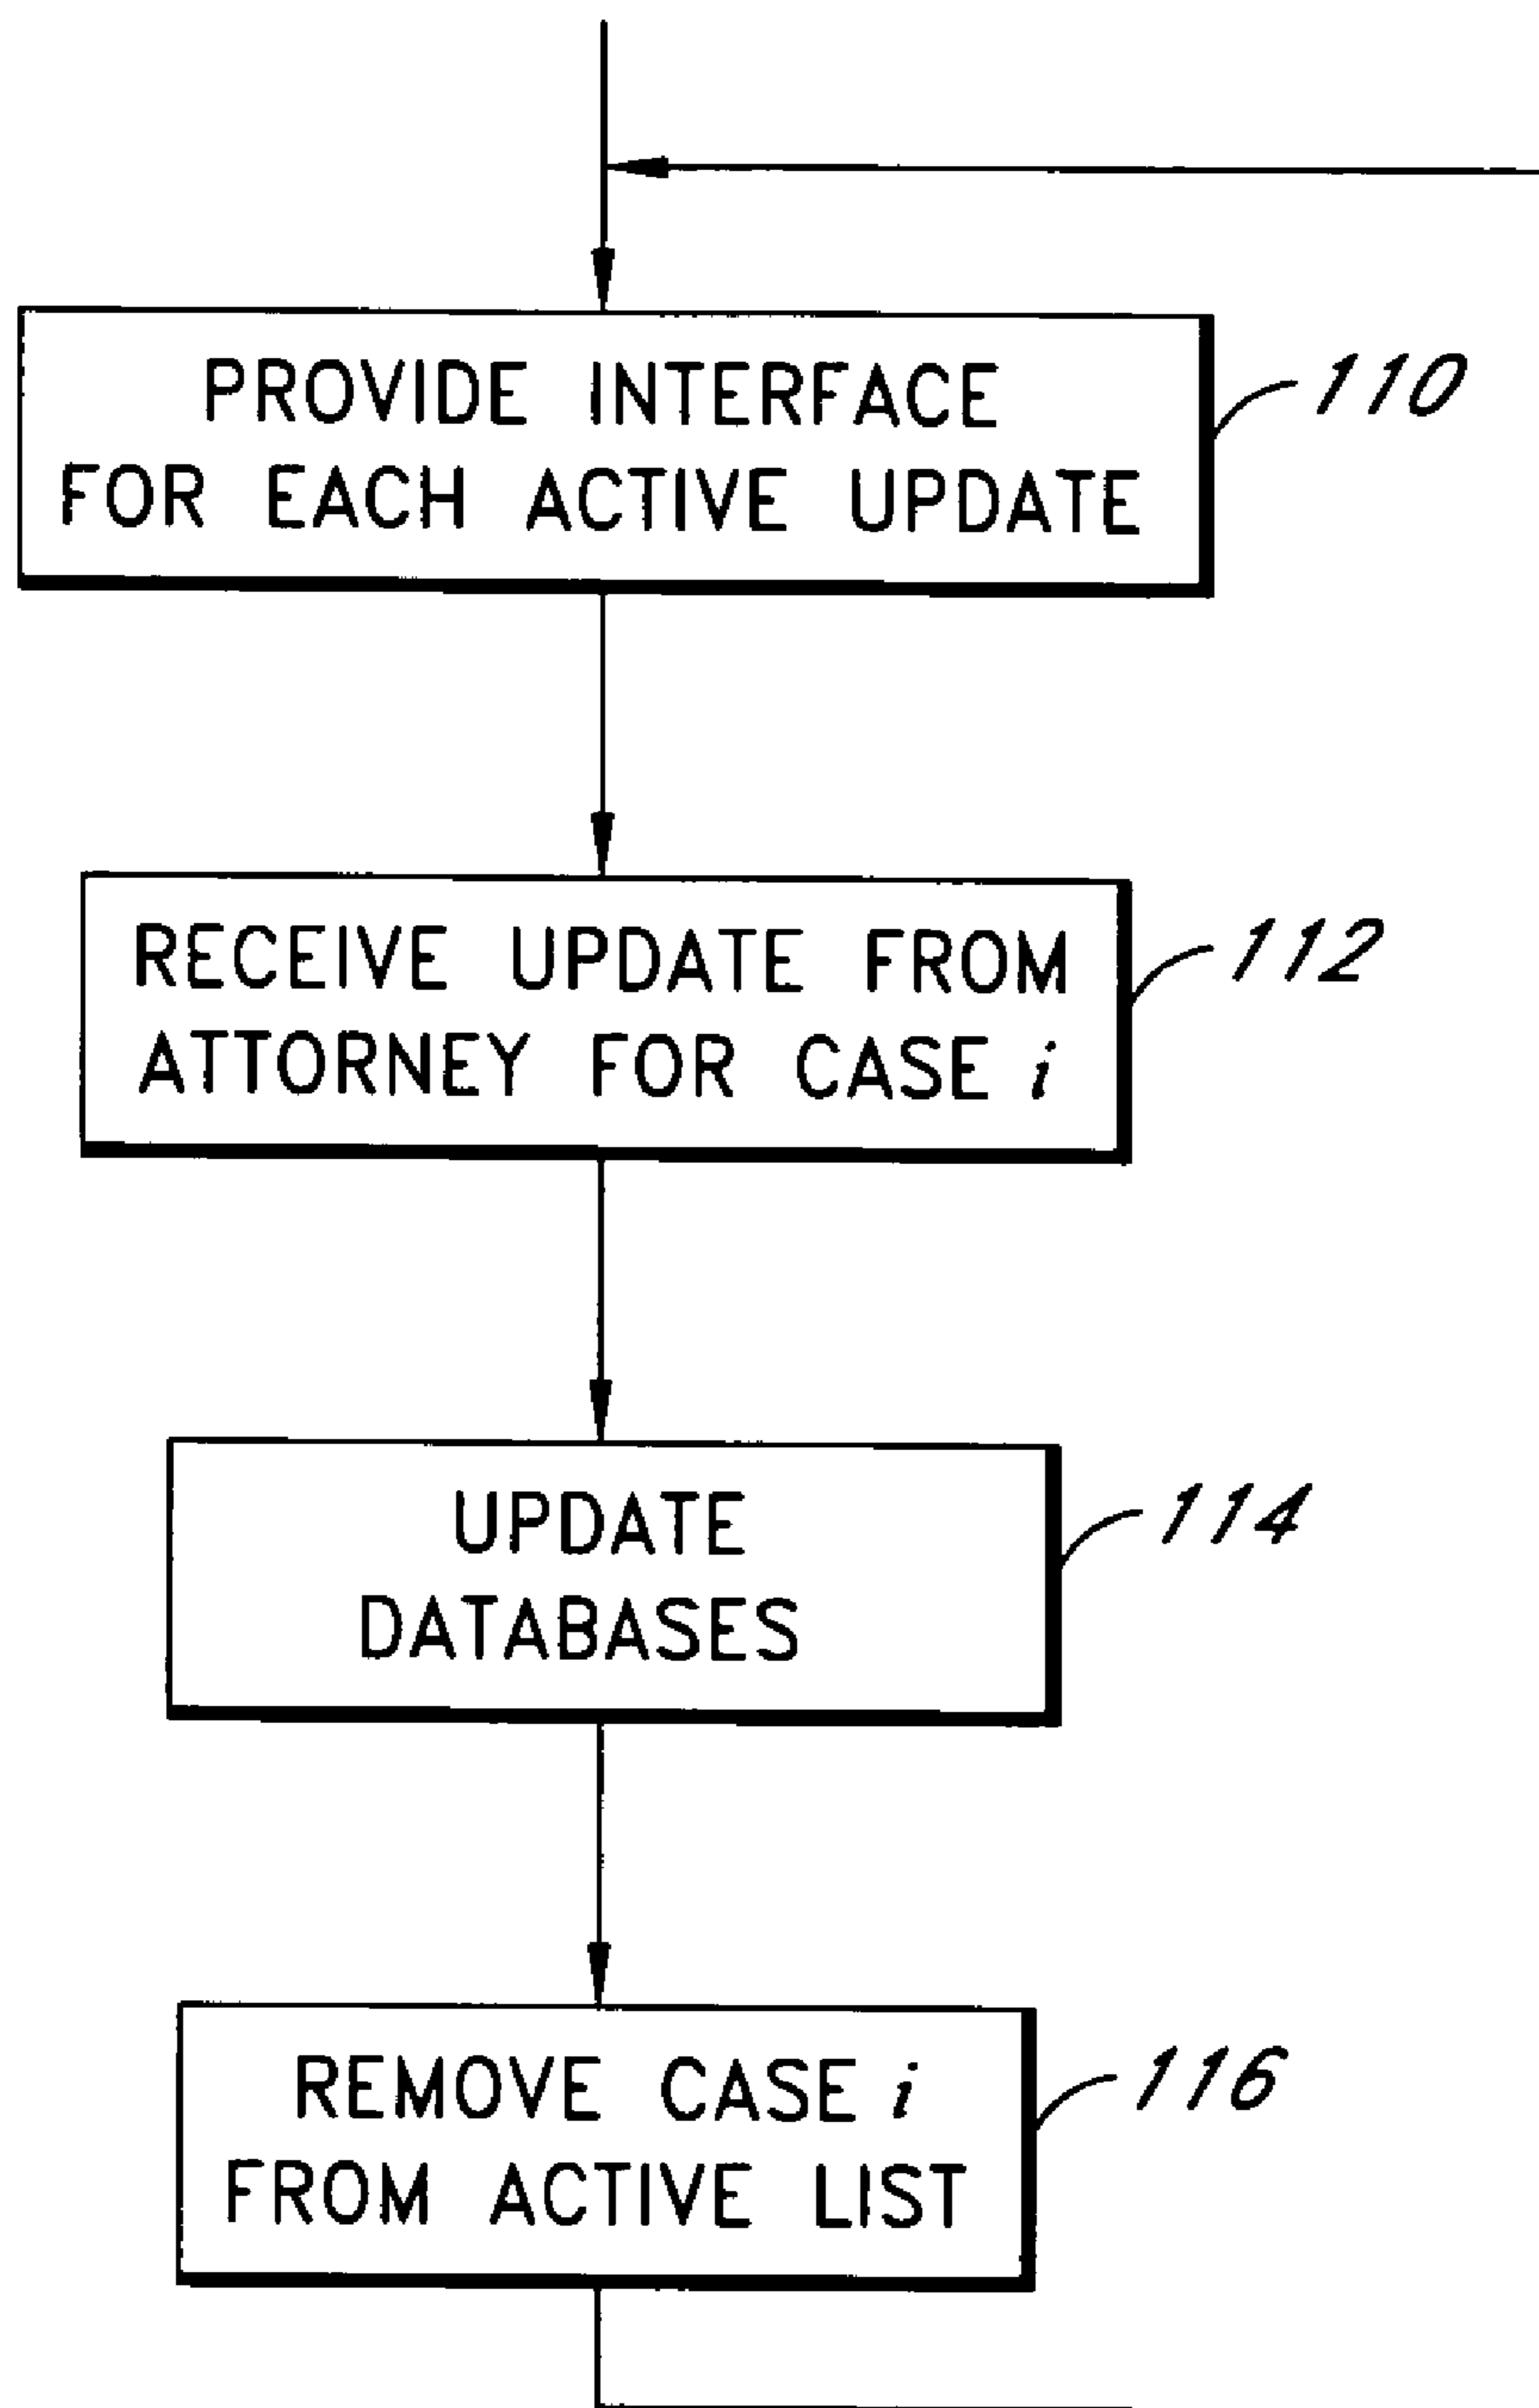 PROVIDE INTERFACE
FOR EACH ACTIVE UPDATE
110
RECEIVE UPDATE FROM
ATTORNEY FOR CASE i
112
UPDATE
DATABASES
114
REMOVE CASE i
FROM ACTIVE LIST
116